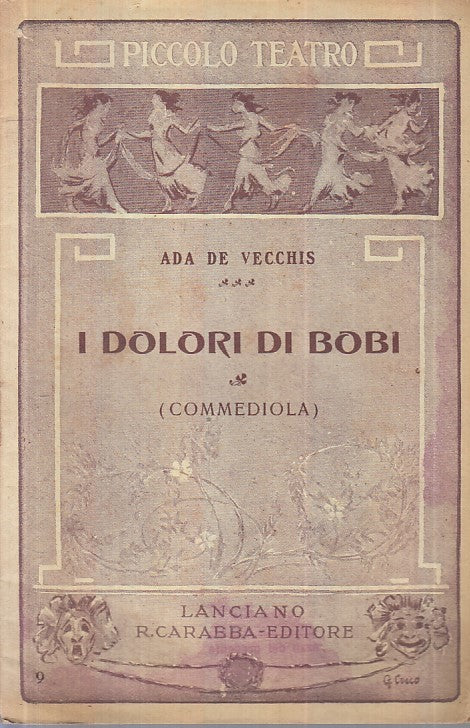 PICCOLO TEATRO
ADA DE VECCHIS
I DOLORI DI BOBI
(COMMEDIOLA)
LANCIANO
R. CARABBA-EDITORE
9